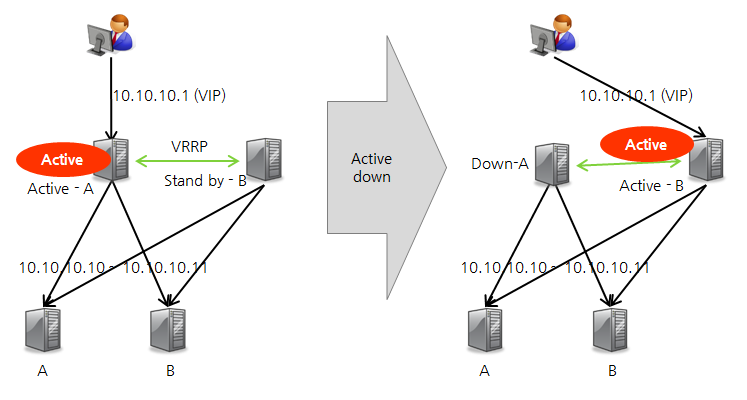 10.10.10.1 (VIP)
Active
VRRP
Active - A
Stand by - B
10.10.10.10 ~ 10.10.10.11
A
B
Active
down
10.10.10.1 (VIP)
Active
Down-A
Active - B
10.10.10.10 ~ 10.10.10.11
A
B